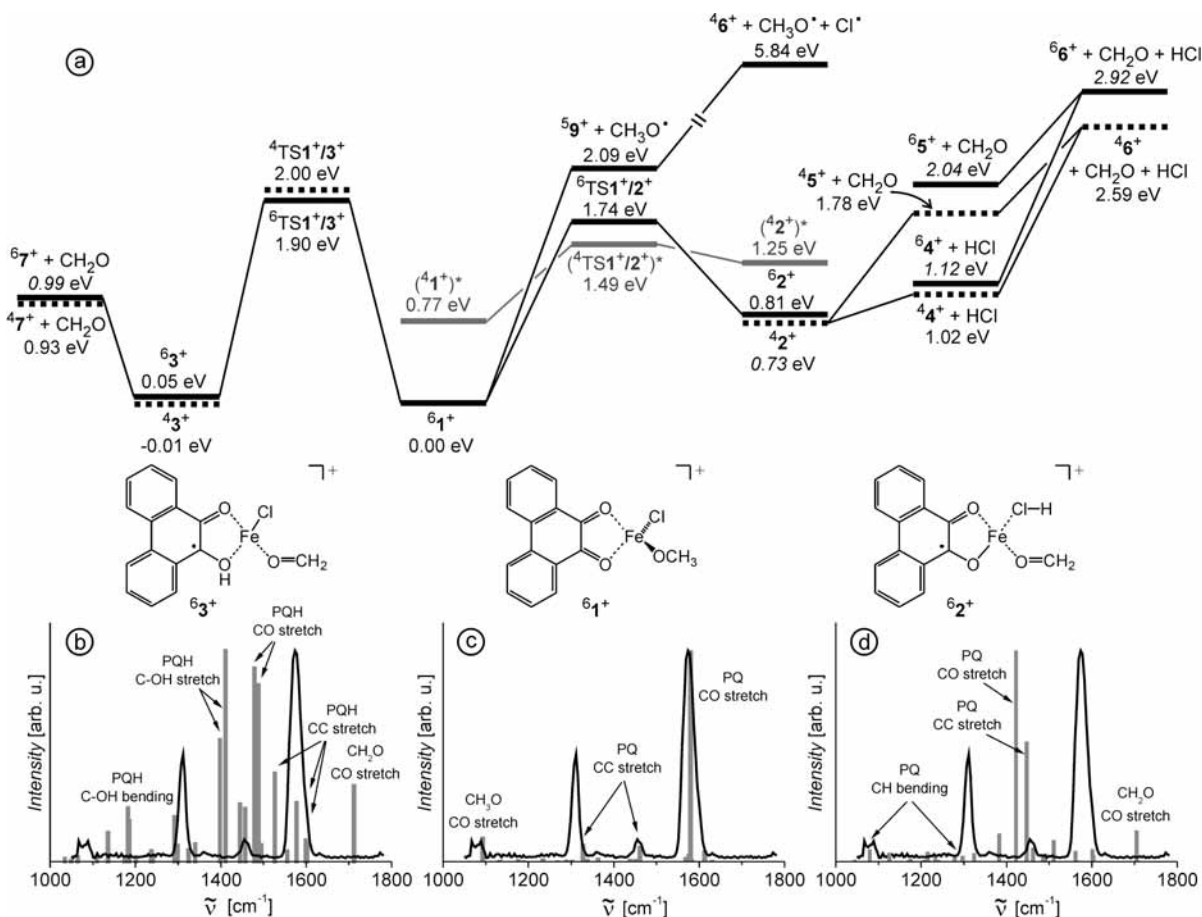 ⓐ
⁶7⁺ + CH₂O
0.99 eV
⁴7⁺ + CH₂O
0.93 eV
⁶3⁺
0.05 eV
⁴3⁺
-0.01 eV
⁴TS1⁺/3⁺
2.00 eV
⁶TS1⁺/3⁺
1.90 eV
(⁴1⁺)*
0.77 eV
⁶1⁺
0.00 eV
⁵9⁺ + CH₃O•
2.09 eV
⁶TS1⁺/2⁺
1.74 eV
(⁴TS1⁺/2⁺)*
1.49 eV
⁴6⁺ + CH₃O• + Cl•
5.84 eV
(⁴2⁺)*
1.25 eV
⁶2⁺
0.81 eV
⁴2⁺
0.73 eV
⁶5⁺ + CH₂O
2.04 eV
⁴5⁺ + CH₂O
1.78 eV
⁶4⁺ + HCl
1.12 eV
⁴4⁺ + HCl
1.02 eV
⁶6⁺ + CH₂O + HCl
2.92 eV
⁴6⁺
+ CH₂O + HCl
2.59 eV
+
O
Cl
Fe
*
O
H
O=CH₂
⁶3⁺
+
O
Cl
Fe
O
OCH₃
⁶1⁺
+
O
Cl–H
Fe
*
O
O=CH₂
⁶2⁺
ⓑ
PQH
CO stretch
PQH
C-OH stretch
PQH
CC stretch
CH₂O
CO stretch
PQH
C-OH bending
Intensity [arb. u.]
1000 1200 1400 1600 1800
ν̃ [cm⁻¹]
ⓒ
PQ
CO stretch
PQ
CC stretch
CH₃O
CO stretch
Intensity [arb. u.]
1000 1200 1400 1600 1800
ν̃ [cm⁻¹]
ⓓ
PQ
CO stretch
PQ
CC stretch
PQ
CH bending
CH₂O
CO stretch
Intensity [arb. u.]
1000 1200 1400 1600 1800
ν̃ [cm⁻¹]